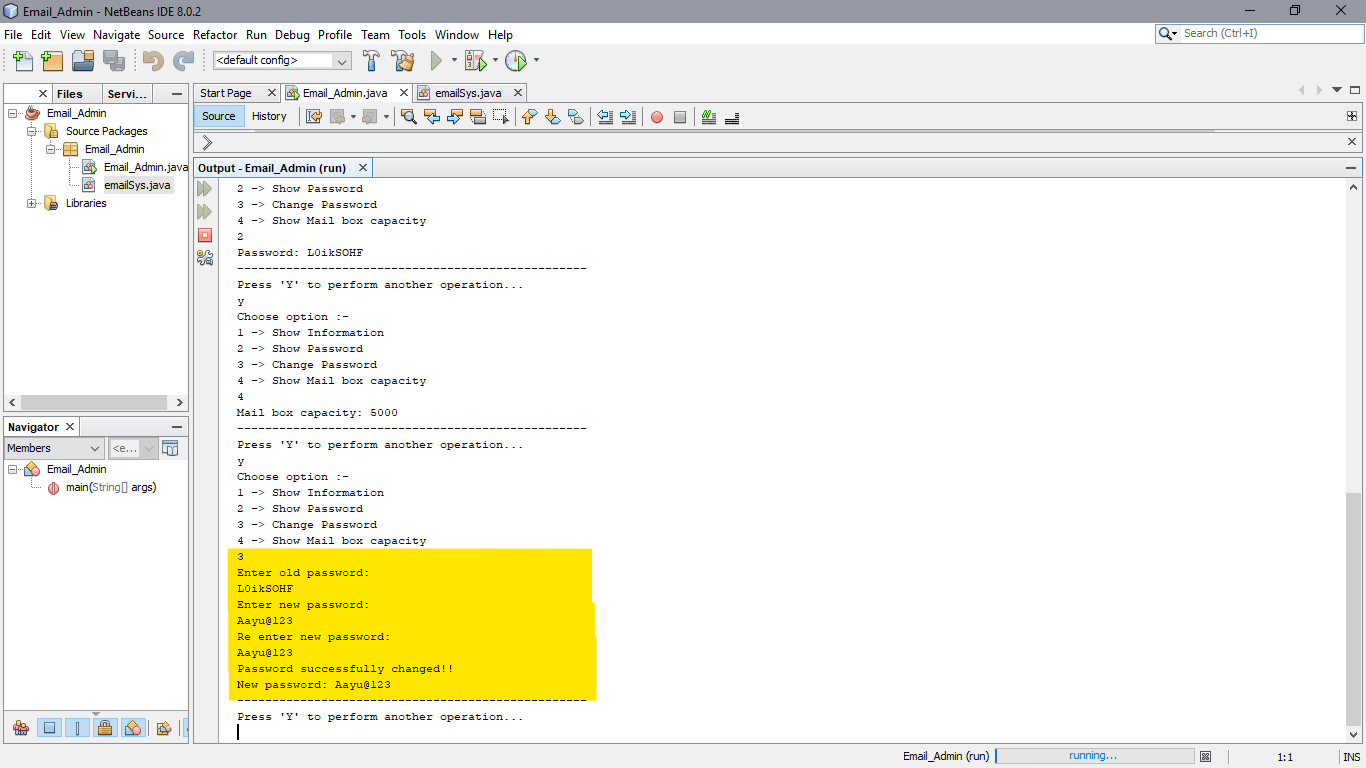 Email_Admin - NetBeans IDE 8.0.2
File Edit View Navigate Source Refactor Run Debug Profile Team Tools Window Help
Search (Ctrl+I)
<default config>
Files Servi...
Start Page Email_Admin.java emailSys.java
Source History
Email_Admin
Source Packages
Email_Admin
Email_Admin.java
emailSys.java
Libraries
Navigator
Members <e...
Email_Admin
main(String[] args)
Output - Email_Admin (run)
2 -> Show Password
3 -> Change Password
4 -> Show Mail box capacity
2
Password: L0ikSOHF
--------------------------------------------------
Press 'Y' to perform another operation...
y
Choose option :-
1 -> Show Information
2 -> Show Password
3 -> Change Password
4 -> Show Mail box capacity
4
Mail box capacity: 5000
--------------------------------------------------
Press 'Y' to perform another operation...
y
Choose option :-
1 -> Show Information
2 -> Show Password
3 -> Change Password
4 -> Show Mail box capacity
3
Enter old password:
L0ikSOHF
Enter new password:
Aayu@123
Re enter new password:
Aayu@123
Password successfully changed!!
New password: Aayu@123
--------------------------------------------------
Press 'Y' to perform another operation...
Email_Admin (run) running... 1:1 INS